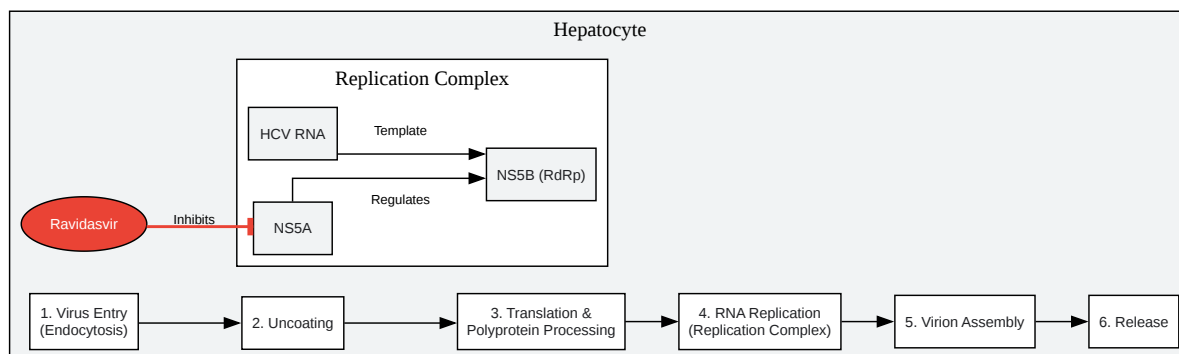 Hepatocyte
Replication Complex
HCV RNA
Template
NS5B (RdRp)
Regulates
Ravidasvir
Inhibits
NS5A
1. Virus Entry
(Endocytosis)
2. Uncoating
3. Translation &
Polyprotein Processing
4. RNA Replication
(Replication Complex)
5. Virion Assembly
6. Release